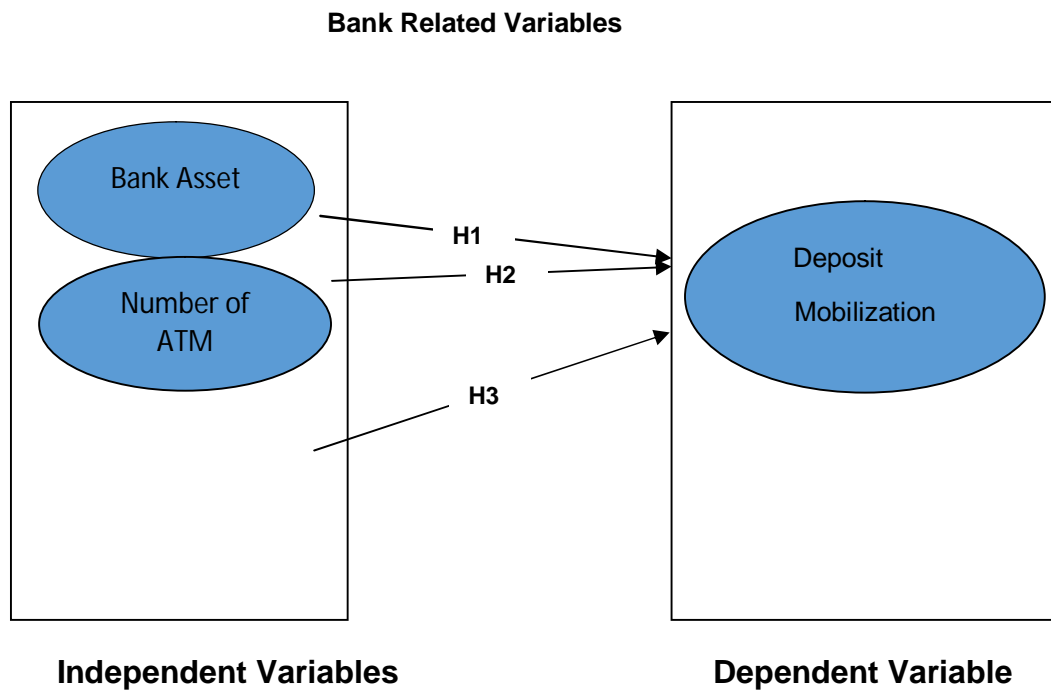 Bank Related Variables
Bank Asset
H1
Deposit
H2
Number of
ATM
Mobilization
H3
Independent Variables
Dependent Variable